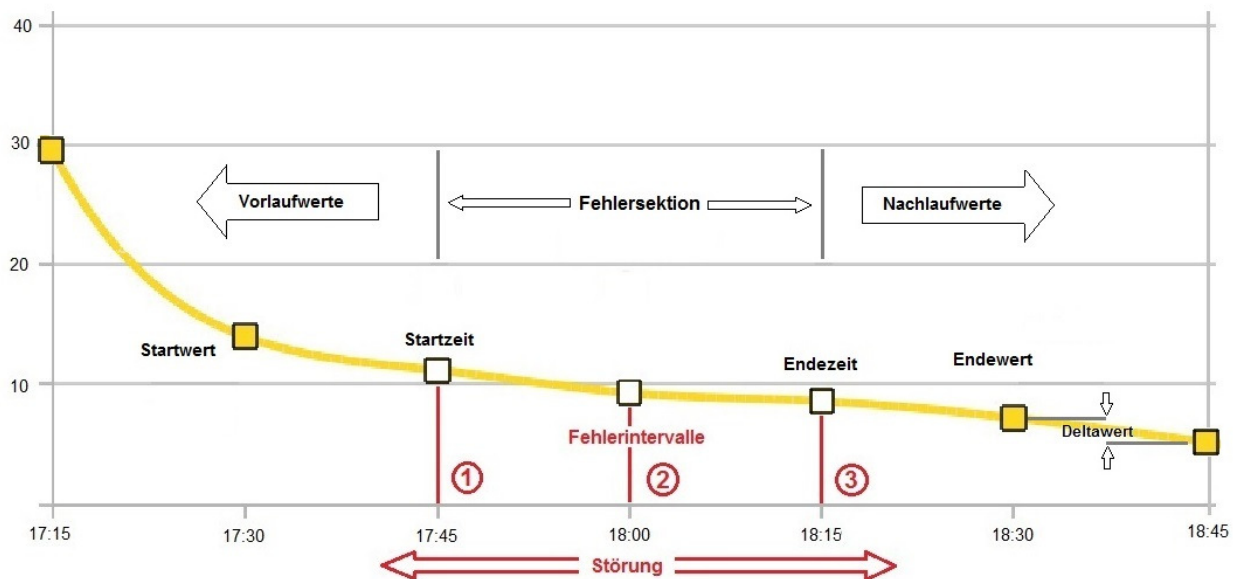 40
30
Vorlaufwerte
Fehlersektion
Nachlaufwerte
20
Startwert
Startzeit
Endezeit
Endewert
10
Deltawert
Fehlerintervalle
1
2
3
17:15
17:30
17:45
18:00
18:15
18:30
18:45
Störung